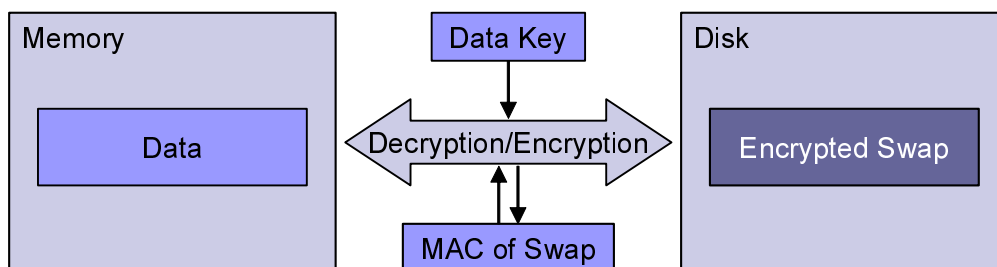 Memory
Data Key
Disk
Data
Decryption/Encryption
Encrypted Swap
MAC of Swap